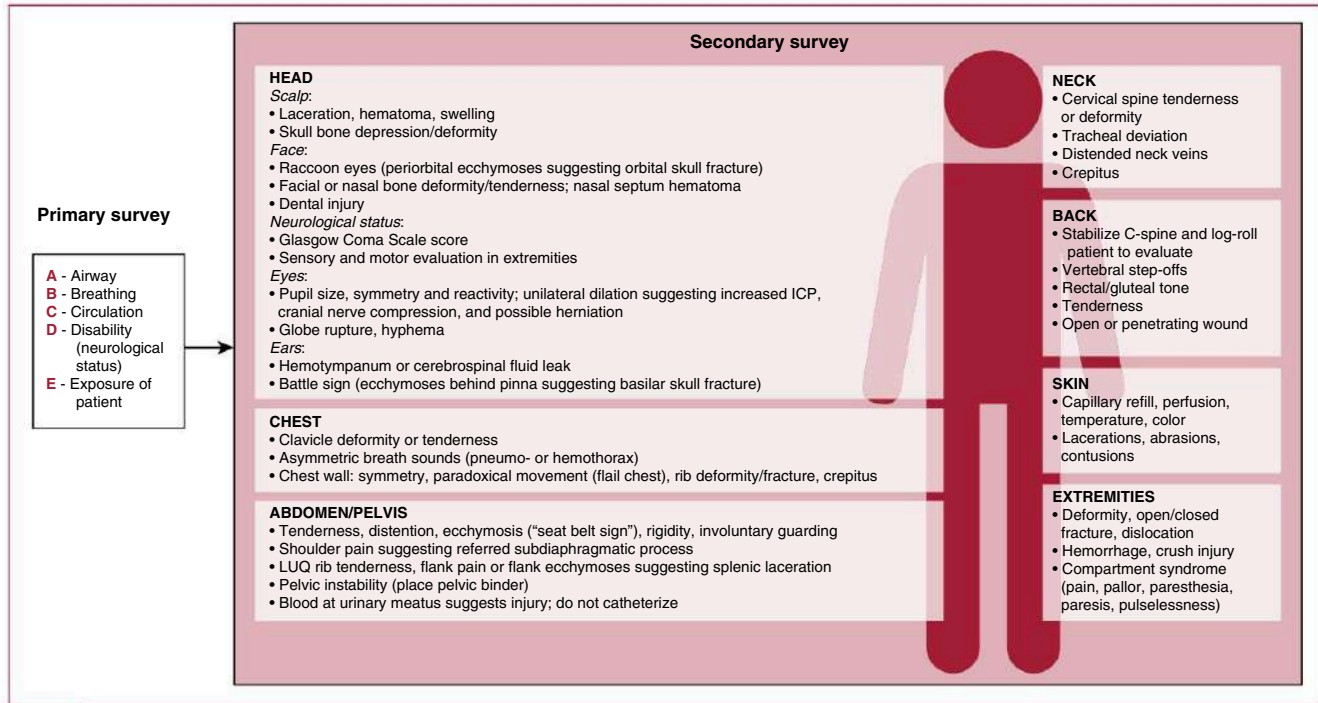 Primary survey
A - Airway
B - Breathing
C - Circulation
D - Disability
(neurological
status)
E - Exposure of
patient
Secondary survey
HEAD
Scalp:
• Laceration, hematoma, swelling
• Skull bone depression/deformity
Face:
• Raccoon eyes (periorbital ecchymoses suggesting orbital skull fracture)
• Facial or nasal bone deformity/tenderness; nasal septum hematoma
• Dental injury
Neurological status:
• Glasgow Coma Scale score
• Sensory and motor evaluation in extremities
Eyes:
• Pupil size, symmetry and reactivity; unilateral dilation suggesting increased ICP,
cranial nerve compression, and possible herniation
• Globe rupture, hyphema
Ears:
• Hemotympanum or cerebrospinal fluid leak
• Battle sign (ecchymoses behind pinna suggesting basilar skull fracture)
CHEST
• Clavicle deformity or tenderness
• Asymmetric breath sounds (pneumo- or hemothorax)
• Chest wall: symmetry, paradoxical movement (flail chest), rib deformity/fracture, crepitus
ABDOMEN/PELVIS
• Tenderness, distention, ecchymosis (“seat belt sign”), rigidity, involuntary guarding
• Shoulder pain suggesting referred subdiaphragmatic process
• LUQ rib tenderness, flank pain or flank ecchymoses suggesting splenic laceration
• Pelvic instability (place pelvic binder)
• Blood at urinary meatus suggests injury; do not catheterize
NECK
• Cervical spine tenderness
or deformity
• Tracheal deviation
• Distended neck veins
• Crepitus
BACK
• Stabilize C-spine and log-roll
patient to evaluate
• Vertebral step-offs
• Rectal/gluteal tone
• Tenderness
• Open or penetrating wound
SKIN
• Capillary refill, perfusion,
temperature, color
• Lacerations, abrasions,
contusions
EXTREMITIES
• Deformity, open/closed
fracture, dislocation
• Hemorrhage, crush injury
• Compartment syndrome
(pain, pallor, paresthesia,
paresis, pulselessness)